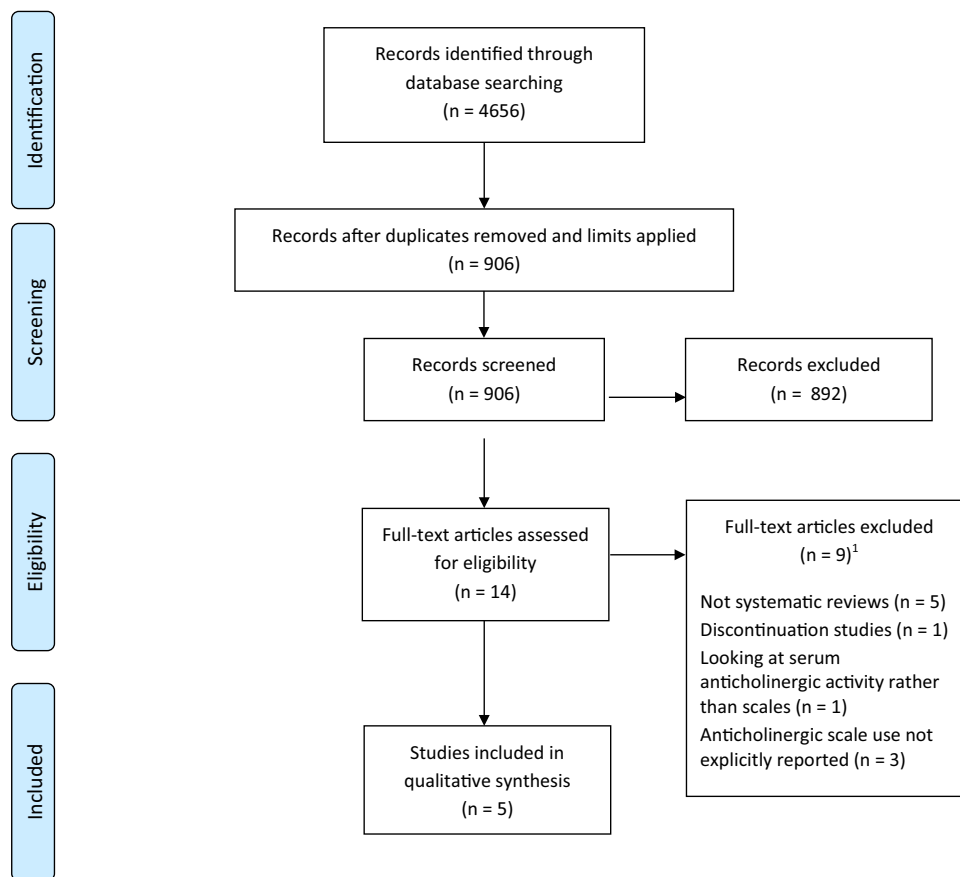 Identification
Records identified through
database searching
(n = 4656)
Records after duplicates removed and limits applied
(n = 906)
Screening
Records screened
(n = 906)
Records excluded
(n = 892)
Eligibility
Full-text articles assessed
for eligibility
(n = 14)
Full-text articles excluded
(n = 9)¹
Not systematic reviews (n = 5)
Discontinuation studies (n = 1)
Looking at serum
anticholinergic activity rather
than scales (n = 1)
Anticholinergic scale use not
explicitly reported (n = 3)
Included
Studies included in
qualitative synthesis
(n = 5)